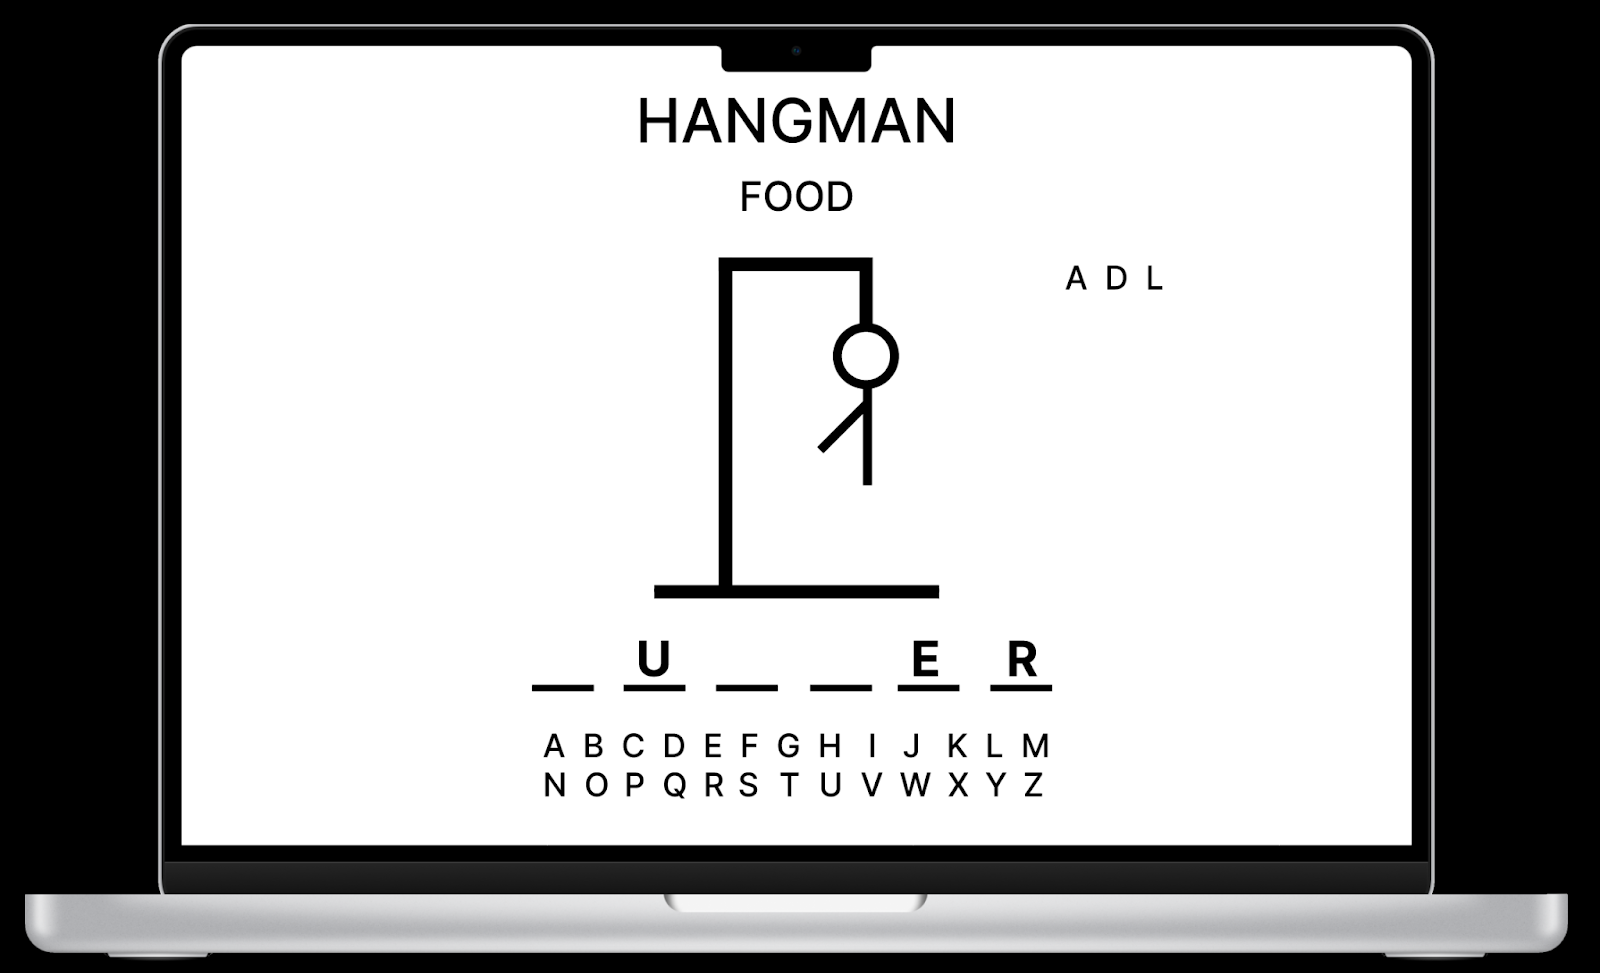 HANGMAN
FOOD
A D L
U E R
A B C D E F G H I J K L M
N O P Q R S T U V W X Y Z